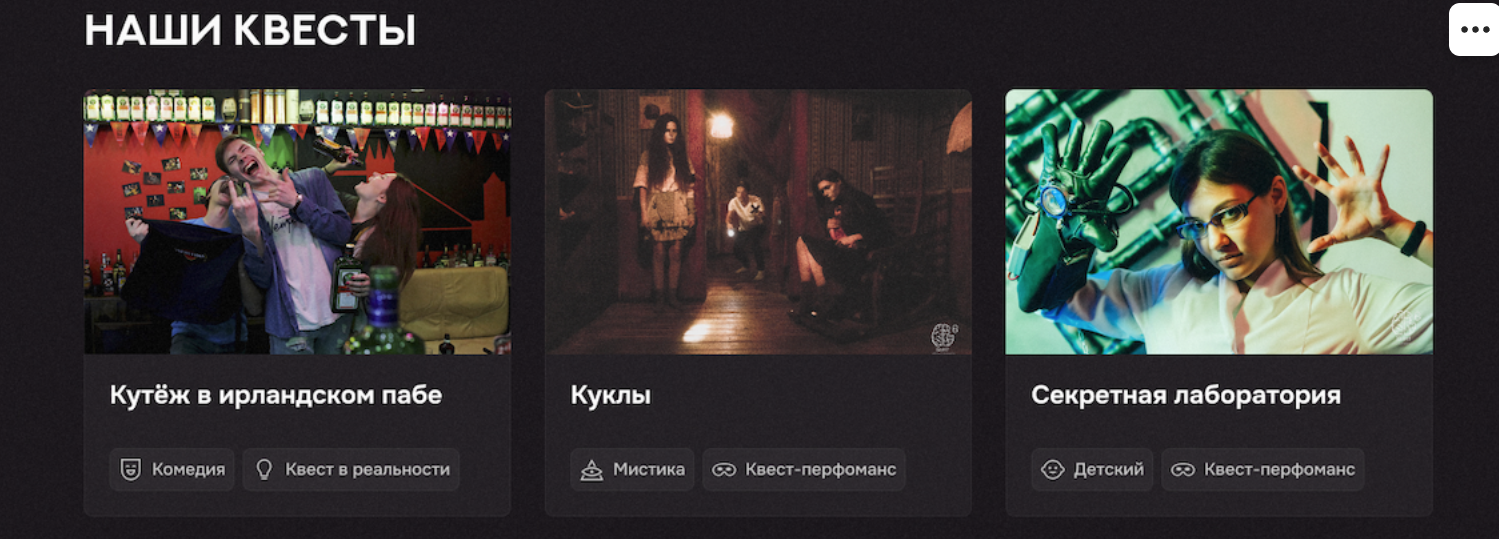 НАШИ КВЕСТЫ
Кутёж в ирландском пабе
Комедия
Квест в реальности
Куклы
Мистика
Квест-перфоманс
Секретная лаборатория
Детский
Квест-перфоманс